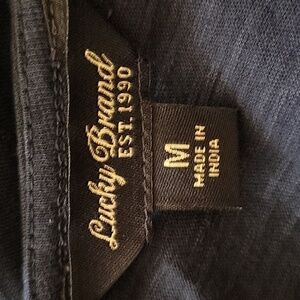 Lucky Brand
EST. 1990
M
MADE IN
INDIA